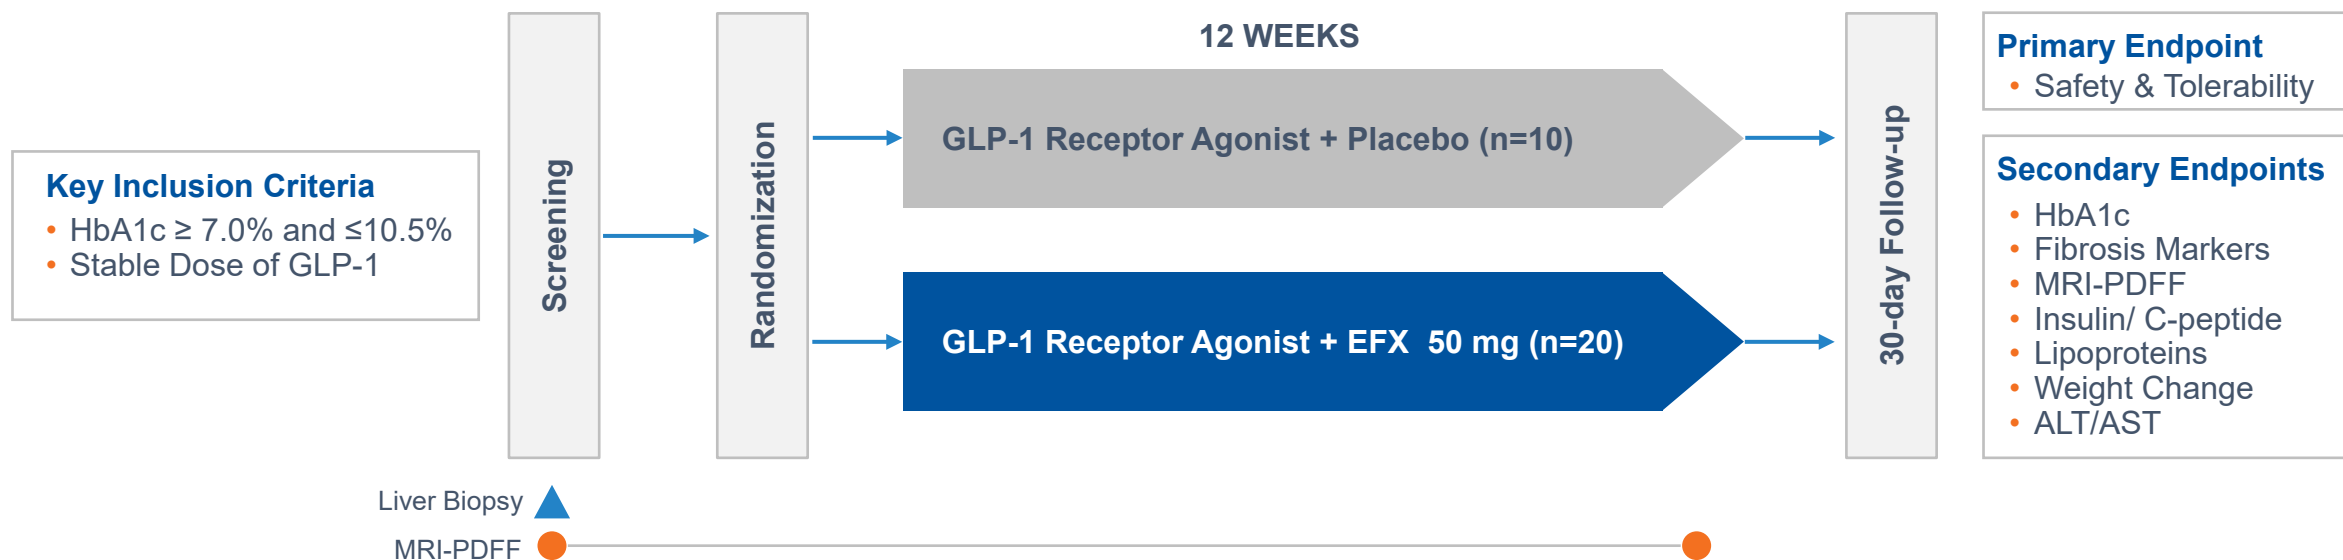 Key Inclusion Criteria
• HbA1c ≥ 7.0% and ≤10.5%
• Stable Dose of GLP-1
Screening
Randomization
12 WEEKS
GLP-1 Receptor Agonist + Placebo (n=10)
GLP-1 Receptor Agonist + EFX 50 mg (n=20)
30-day Follow-up
Primary Endpoint
• Safety & Tolerability
Secondary Endpoints
• HbA1c
• Fibrosis Markers
• MRI-PDFF
• Insulin/ C-peptide
• Lipoproteins
• Weight Change
• ALT/AST
Liver Biopsy
MRI-PDFF